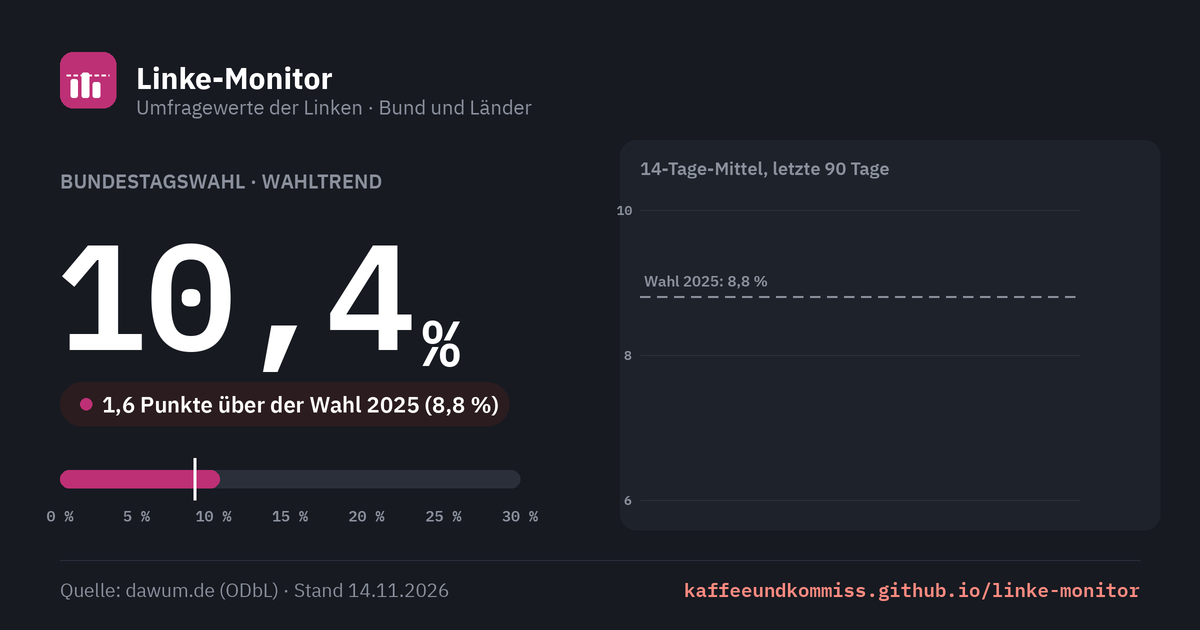 Linke-Monitor
Umfragewerte der Linken · Bund und Länder
BUNDESTAGSWAHL · WAHLTREND
10,4 %
1,6 Punkte über der Wahl 2025 (8,8 %)
0 % 5 % 10 % 15 % 20 % 25 % 30 %
14-Tage-Mittel, letzte 90 Tage
10
Wahl 2025: 8,8 %
8
6
Quelle: dawum.de (ODbL) · Stand 14.11.2026
kaffeeundkommiss.github.io/linke-monitor